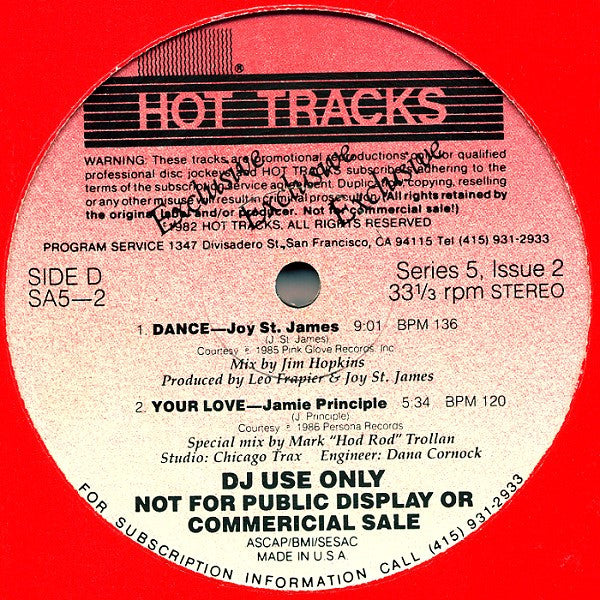 ®
HOT TRACKS
WARNING: These tracks are promotional reproductions for qualified
professional disc jockeys and HOT TRACKS subscribers adhering to the
terms of the subscription service agreement. Duplication, copying, reselling
or any other misuse will result in criminal prosecution. (All rights retained by
the original artist and/or producer. Not for commercial sale!)
©1982 HOT TRACKS. ALL RIGHTS RESERVED
Exclusive
Exclusive
Exclusive
PROGRAM SERVICE 1347 Divisadero St., San Francisco, CA 94115 Tel (415) 931-2933
SIDE D
SA5—2
Series 5, Issue 2
33 1/3 rpm STEREO
1. DANCE—Joy St. James 9:01 BPM 136
(J. St. James)
Courtesy ℗ 1985 Pink Glove Records, Inc
Mix by Jim Hopkins
Produced by Leo Frapier & Joy St. James
2. YOUR LOVE—Jamie Principle 5:34 BPM 120
(J. Principle)
Courtesy ℗ 1986 Persona Records
Special mix by Mark "Hod Rod" Trollan
Studio: Chicago Trax Engineer: Dana Cornock
DJ USE ONLY
NOT FOR PUBLIC DISPLAY OR
COMMERICIAL SALE
ASCAP/BMI/SESAC
MADE IN U.S.A.
FOR SUBSCRIPTION INFORMATION CALL (415) 931-2933